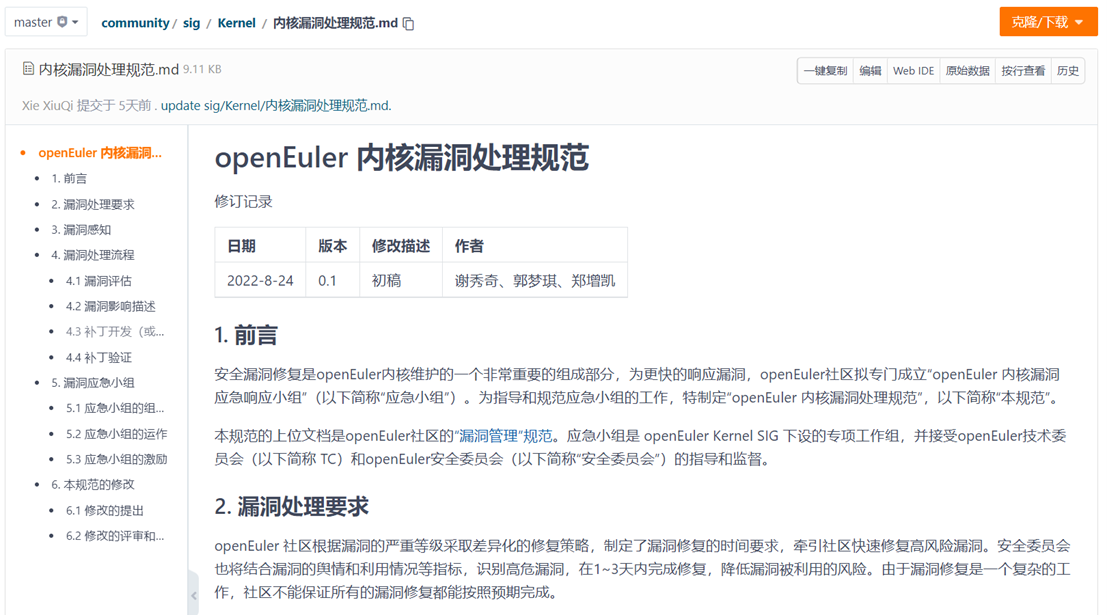 master
community / sig / Kernel / 内核漏洞处理规范.md
克隆/下载
内核漏洞处理规范.md 9.11 KB
一键复制 编辑 Web IDE 原始数据 按行查看 历史
Xie XiuQi 提交于 5天前 . update sig/Kernel/内核漏洞处理规范.md.
openEuler 内核漏洞...
1. 前言
2. 漏洞处理要求
3. 漏洞感知
4. 漏洞处理流程
4.1 漏洞评估
4.2 漏洞影响描述
4.3 补丁开发（或...
4.4 补丁验证
5. 漏洞应急小组
5.1 应急小组的组...
5.2 应急小组的运作
5.3 应急小组的激励
6. 本规范的修改
6.1 修改的提出
6.2 修改的评审和...
openEuler 内核漏洞处理规范
修订记录
日期 版本 修改描述 作者
2022-8-24 0.1 初稿 谢秀奇、郭梦琪、郑增凯
1. 前言
安全漏洞修复是openEuler内核维护的一个非常重要的组成部分，为更快的响应漏洞，openEuler社区拟专门成立“openEuler 内核漏洞
应急响应小组”（以下简称“应急小组”）。为指导和规范应急小组的工作，特制定“openEuler 内核漏洞处理规范”，以下简称“本规范”。
本规范的上位文档是openEuler社区的“漏洞管理”规范。应急小组是 openEuler Kernel SIG 下设的专项工作组，并接受openEuler技术委
员会（以下简称 TC）和openEuler安全委员会（以下简称“安全委员会”）的指导和监督。
2. 漏洞处理要求
openEuler 社区根据漏洞的严重等级采取差异化的修复策略，制定了漏洞修复的时间要求，牵引社区快速修复高风险漏洞。安全委员会
也将结合漏洞的舆情和利用情况等指标，识别高危漏洞，在1~3天内完成修复，降低漏洞被利用的风险。由于漏洞修复是一个复杂的工
作，社区不能保证所有的漏洞修复都能按照预期完成。